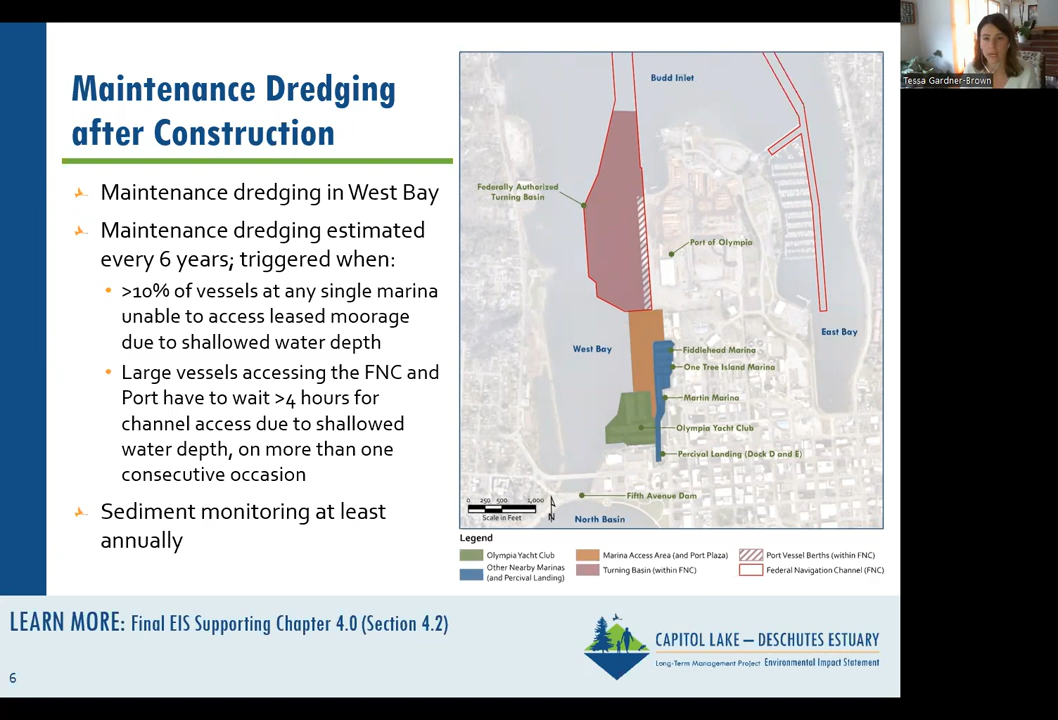 Maintenance Dredging
after Construction
Maintenance dredging in West Bay
Maintenance dredging estimated
every 6 years; triggered when:
>10% of vessels at any single marina
unable to access leased moorage
due to shallowed water depth
Large vessels accessing the FNC and
Port have to wait >4 hours for
channel access due to shallowed
water depth, on more than one
consecutive occasion
Sediment monitoring at least
annually
Budd Inlet
Federally Authorized
Turning Basin
Port of Olympia
East Bay
West Bay
Fiddlehead Marina
One Tree Island Marina
Martin Marina
Olympia Yacht Club
Percival Landing (Dock D and E)
Fifth Avenue Dam
North Basin
0 250 500 1,000
Scale in Feet
N
Legend
Olympia Yacht Club
Other Nearby Marinas
(and Percival Landing)
Marina Access Area (and Port Plaza)
Turning Basin (within FNC)
Port Vessel Berths (within FNC)
Federal Navigation Channel (FNC)
LEARN MORE: Final EIS Supporting Chapter 4.0 (Section 4.2)
CAPITOL LAKE — DESCHUTES ESTUARY
Long-Term Management Project Environmental Impact Statement
6
Tessa Gardner-Brown